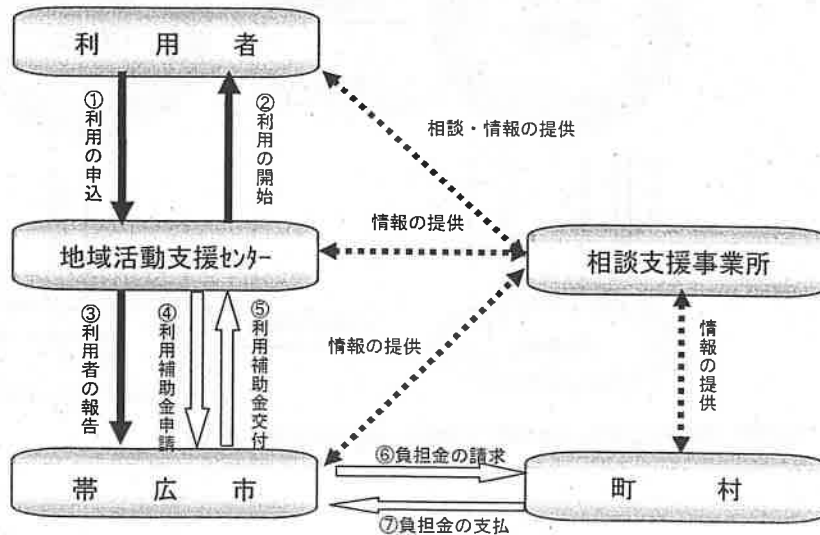 利用者
①利用の申込
②利用の開始
相談・情報の提供
情報の提供
地域活動支援ｾﾝﾀｰ
相談支援事業所
③利用者の報告
④利用補助金申請
⑤利用補助金交付
情報の提供
情報の提供
⑥負担金の請求
帯広市
町村
⑦負担金の支払